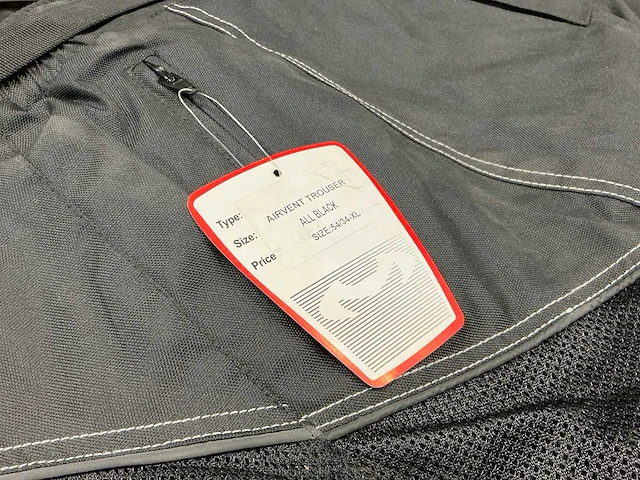 Type: AIRVENT TROUSER
Size: ALL BLACK
Price SIZE:54/34-XL